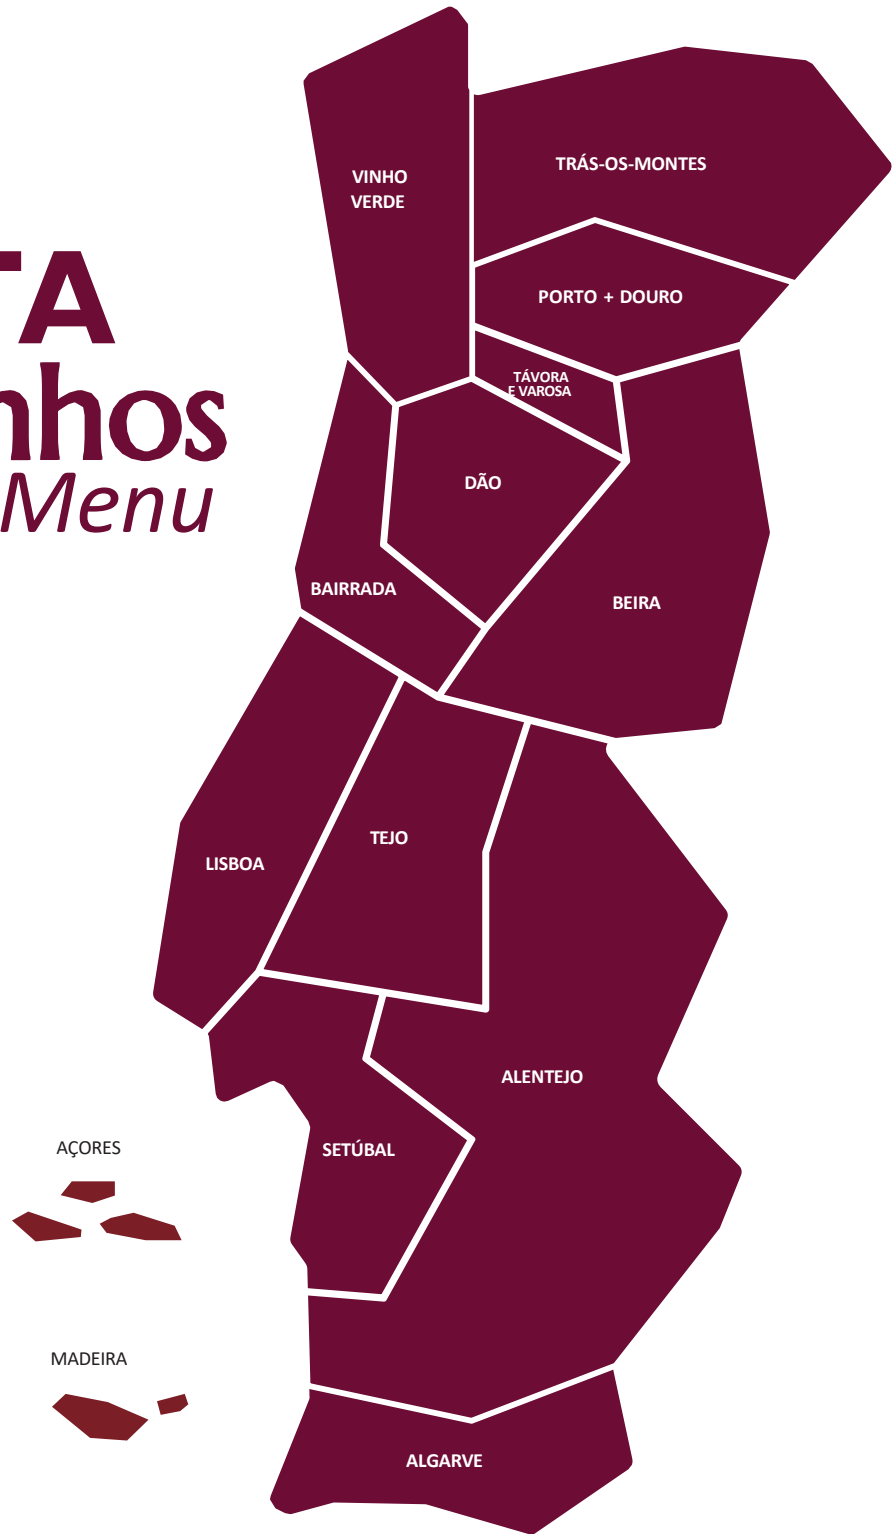 VINHO
VERDE
TRÁS-OS-MONTES
TA
PORTO + DOURO
TÁVORA
E VAROSA
nhos
Menu
DÃO
BAIRRADA
BEIRA
TEJO
LISBOA
ALENTEJO
AÇORES
SETÚBAL
MADEIRA
ALGARVE